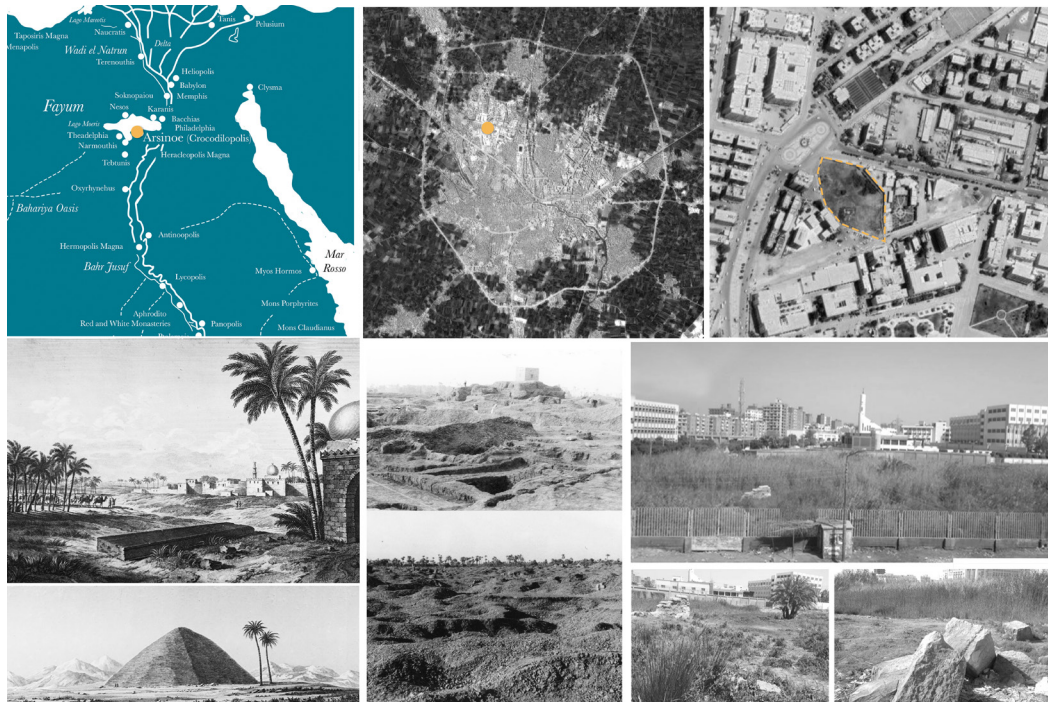 Lago Mareotis
Taposiris Magna
Menapolis
Naucratis
Tanis
Pelusium
Wadi el Natrun
Delta
Terenouthis
Heliopolis
Babylon
Memphis
Clysma
Soknopaiou
Nesos
Karanis
Fayum
Lago Moeris
Bacchias
Philadelphia
Theadelphia
Arsinoe (Crocodilopolis)
Narmouthis
Heracleopolis Magna
Tebtunis
Oxyrhynchus
Bahariya Oasis
Antinoopolis
Hermopolis Magna
Mar
Rosso
Bahr Jusuf
Myos Hormos
Lycopolis
Mons Porphyrites
Aphrodito
Red and White Monasteries
Panopolis
Mons Claudianus